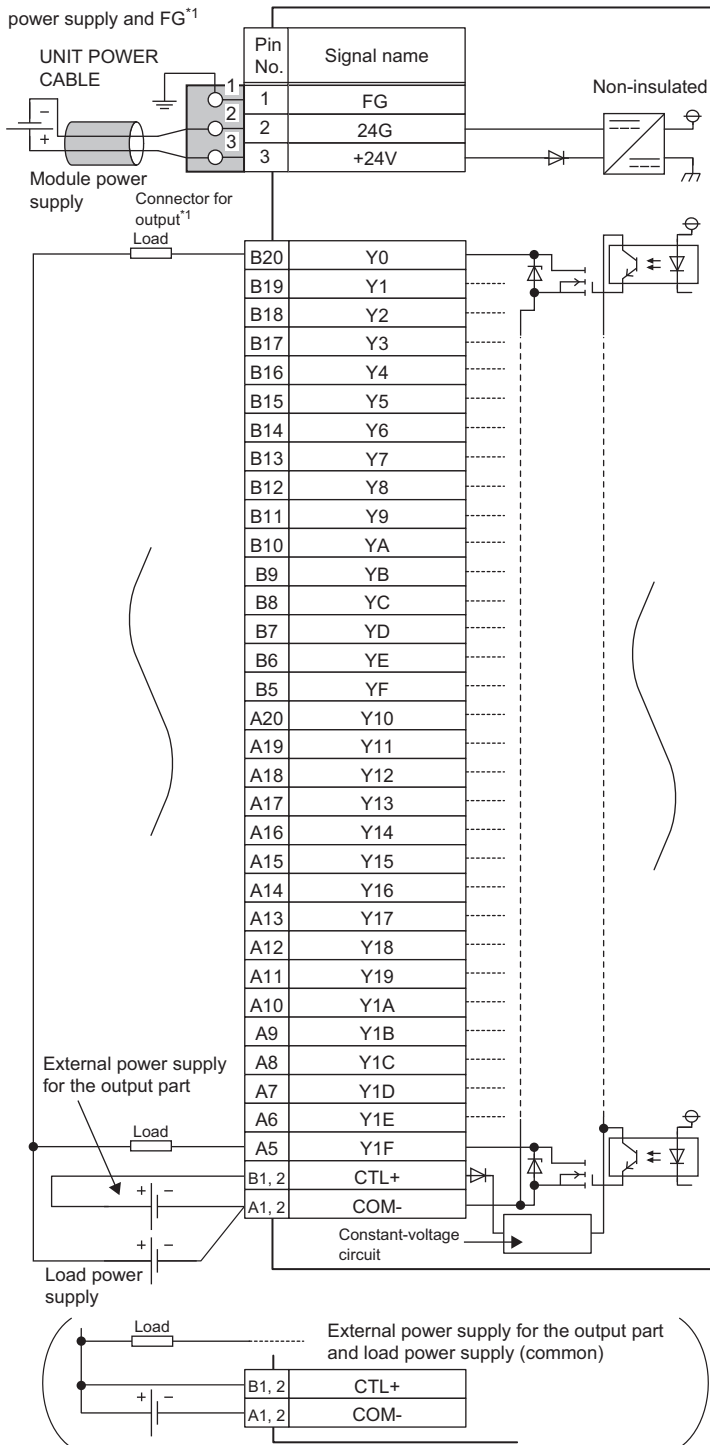 power supply and FG*1
UNIT POWER
CABLE
Pin
No.
Signal name
Non-insulated
1
1
FG
2
2
24G
3
3
+24V
−
+
Module power
supply
Connector for
output*1
Load
B20 Y0
B19 Y1
B18 Y2
B17 Y3
B16 Y4
B15 Y5
B14 Y6
B13 Y7
B12 Y8
B11 Y9
B10 YA
B9 YB
B8 YC
B7 YD
B6 YE
B5 YF
A20 Y10
A19 Y11
A18 Y12
A17 Y13
A16 Y14
A15 Y15
A14 Y16
A13 Y17
A12 Y18
A11 Y19
A10 Y1A
A9 Y1B
A8 Y1C
A7 Y1D
A6 Y1E
External power supply
for the output part
Load
A5 Y1F
B1, 2 CTL+
+ −
A1, 2 COM-
Constant-voltage
circuit
+ −
Load power
supply
Load
External power supply for the output part
and load power supply (common)
B1, 2 CTL+
+ −
A1, 2 COM-